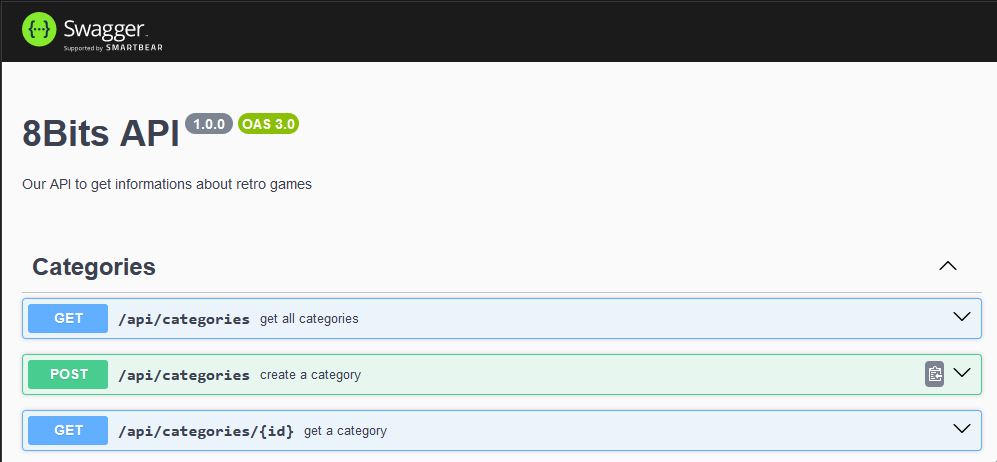 Swagger
Supported by SMARTBEAR
8Bits API 1.0.0 OAS 3.0
Our API to get informations about retro games
Categories
GET /api/categories get all categories
POST /api/categories create a category
GET /api/categories/{id} get a category